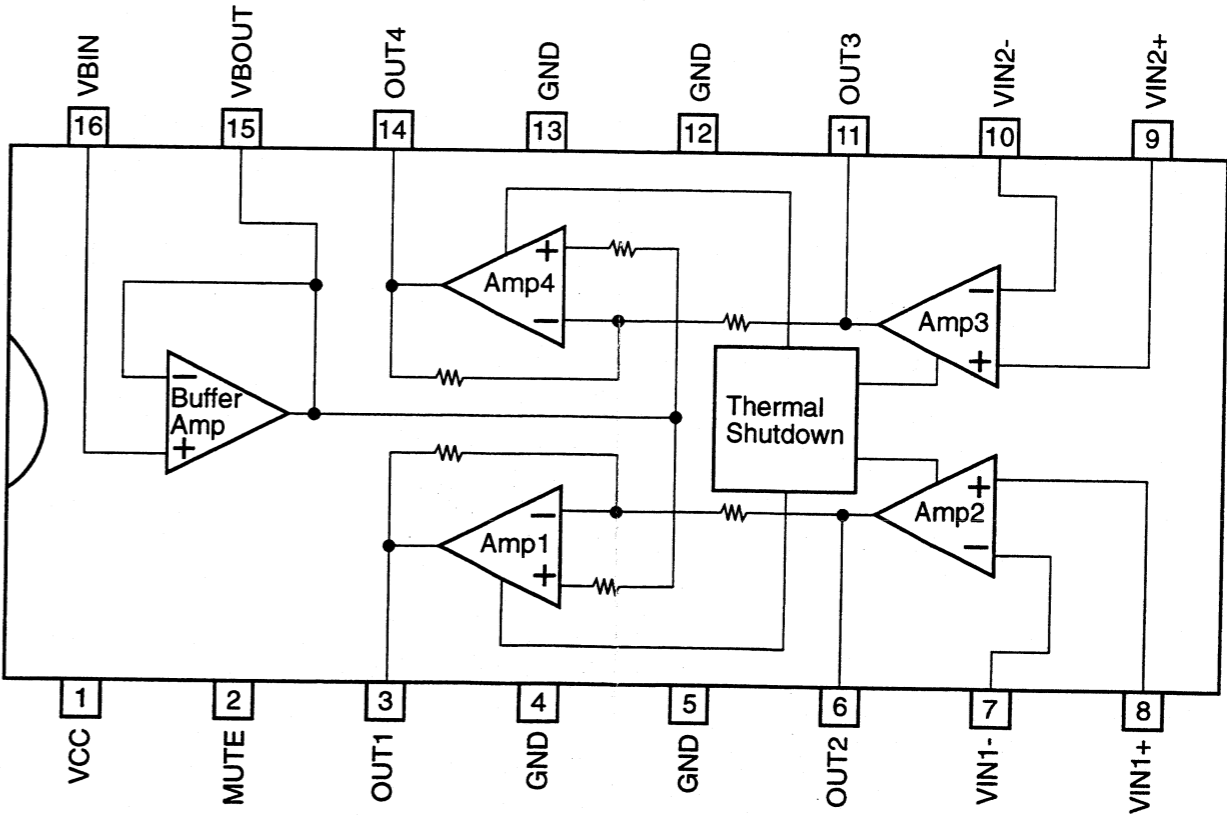 VBIN
VBOUT
OUT4
GND
GND
OUT3
VIN2-
VIN2+
16
15
14
13
12
11
10
9
+
Amp4
−
−
Amp3
+
−
Buffer
Amp
+
Thermal
Shutdown
−
Amp1
+
+
Amp2
−
1
2
3
4
5
6
7
8
VCC
MUTE
OUT1
GND
GND
OUT2
VIN1-
VIN1+